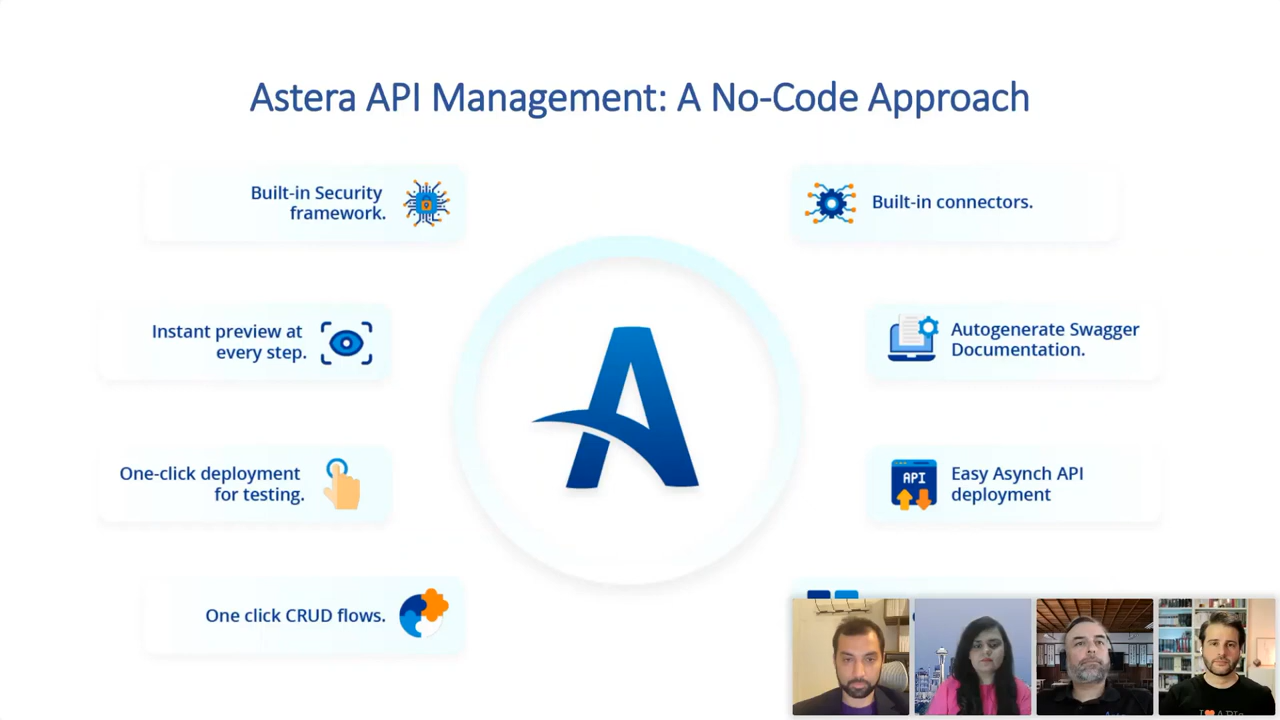 Astera API Management: A No-Code Approach
Built-in Security
framework.
Built-in connectors.
Instant preview at
every step.
Autogenerate Swagger
Documentation.
One-click deployment
for testing.
API
Easy Asynch API
deployment
One click CRUD flows.